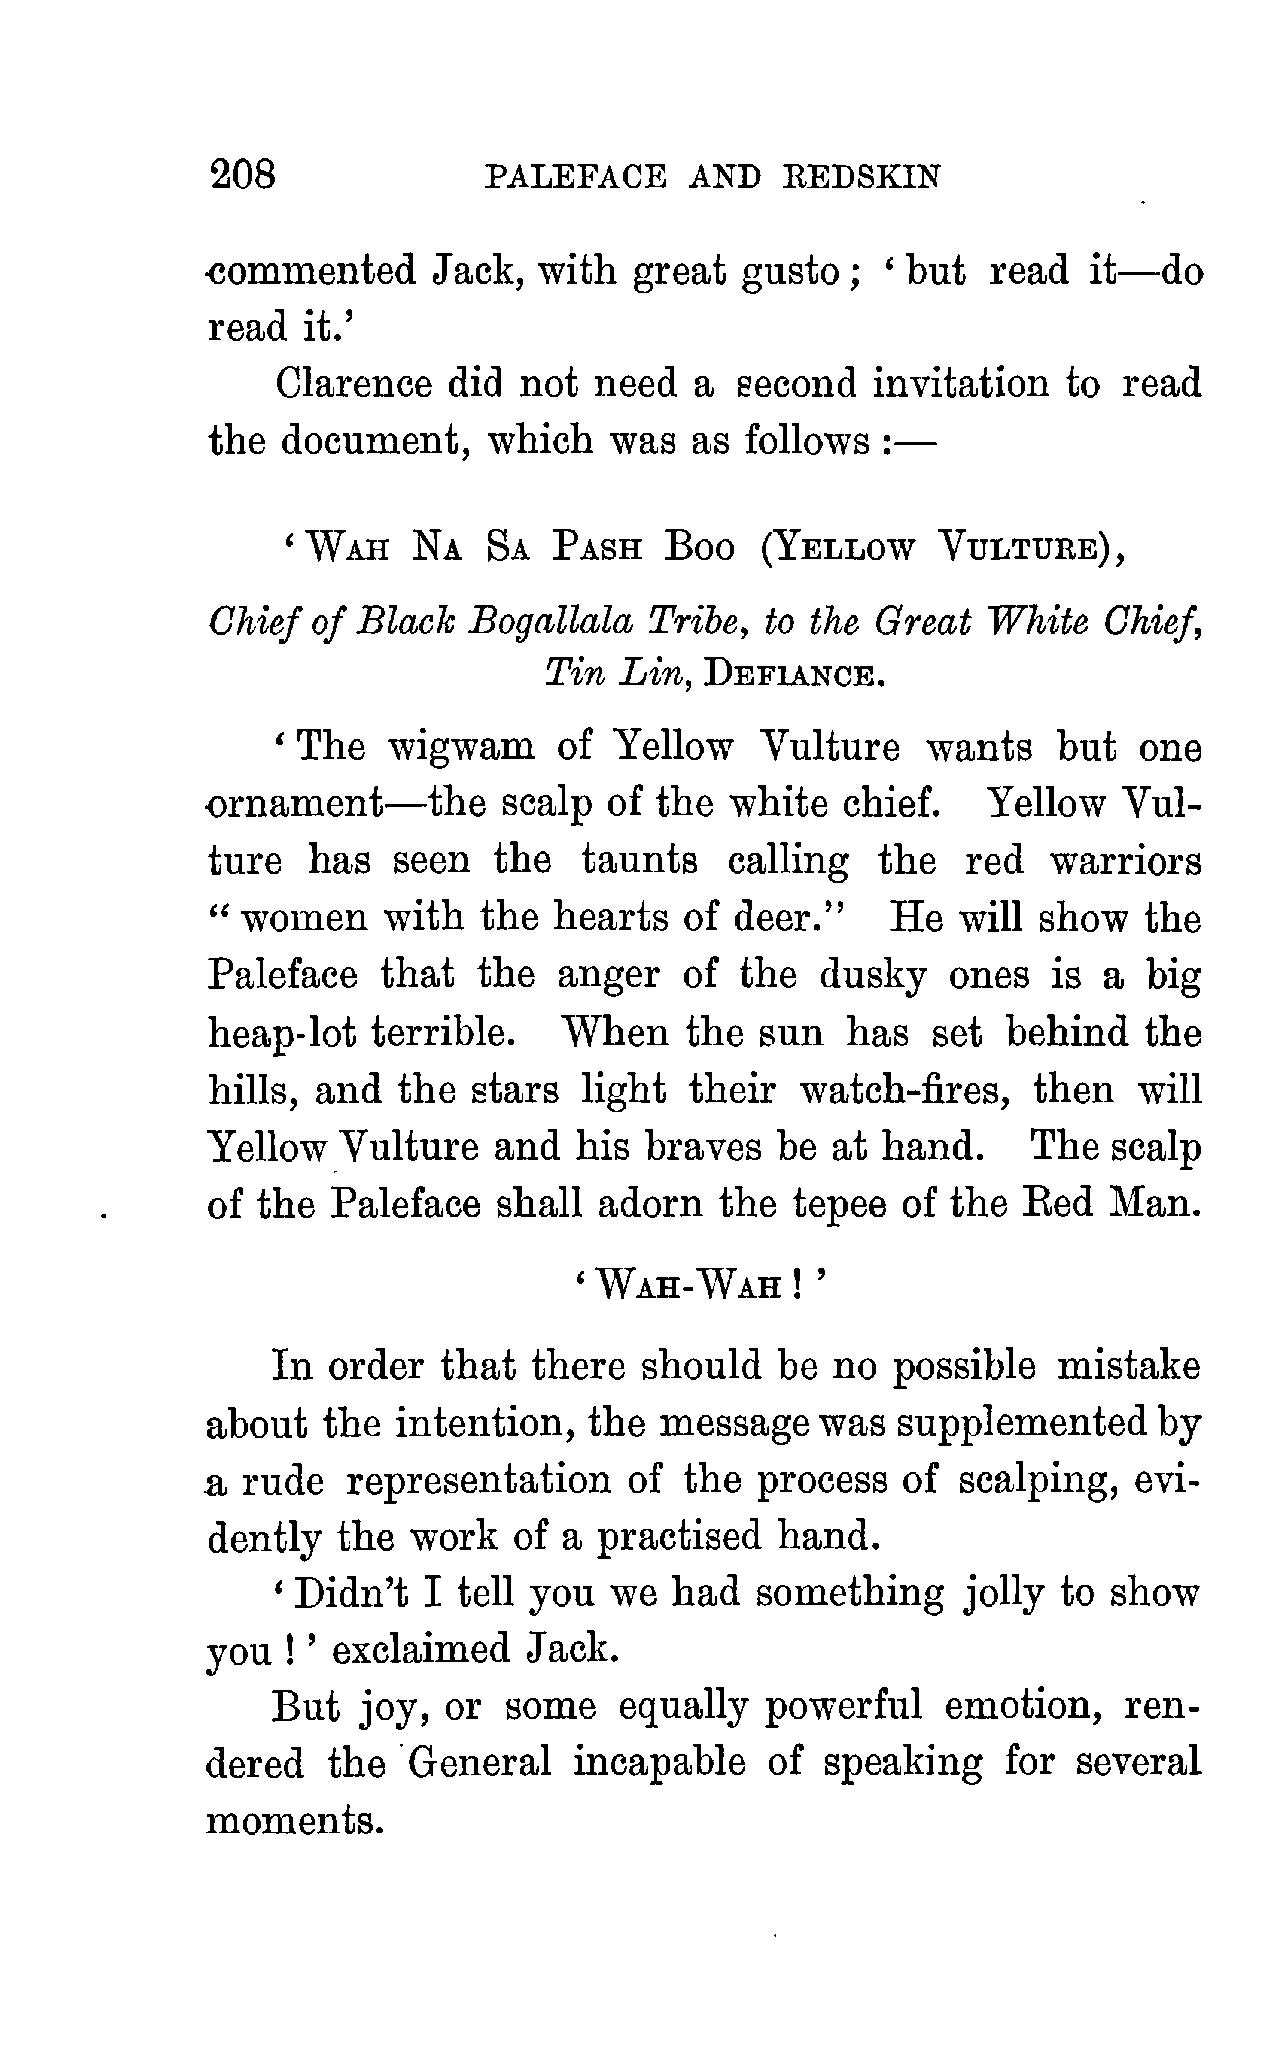 208 PALEFACE AND REDSKIN
commented Jack, with great gusto; ‘but read it—do
read it.’
Clarence did not need a second invitation to read
the document, which was as follows:—
‘WAH NA SA PASH BOO (YELLOW VULTURE),
Chief of Black Bogallala Tribe, to the Great White Chief,
Tin Lin, DEFIANCE.
‘The wigwam of Yellow Vulture wants but one
ornament—the scalp of the white chief. Yellow Vul-
ture has seen the taunts calling the red warriors
“women with the hearts of deer.” He will show the
Paleface that the anger of the dusky ones is a big
heap-lot terrible. When the sun has set behind the
hills, and the stars light their watch-fires, then will
Yellow Vulture and his braves be at hand. The scalp
of the Paleface shall adorn the tepee of the Red Man.
‘WAH-WAH!’
In order that there should be no possible mistake
about the intention, the message was supplemented by
a rude representation of the process of scalping, evi-
dently the work of a practised hand.
‘Didn’t I tell you we had something jolly to show
you!’ exclaimed Jack.
But joy, or some equally powerful emotion, ren-
dered the General incapable of speaking for several
moments.